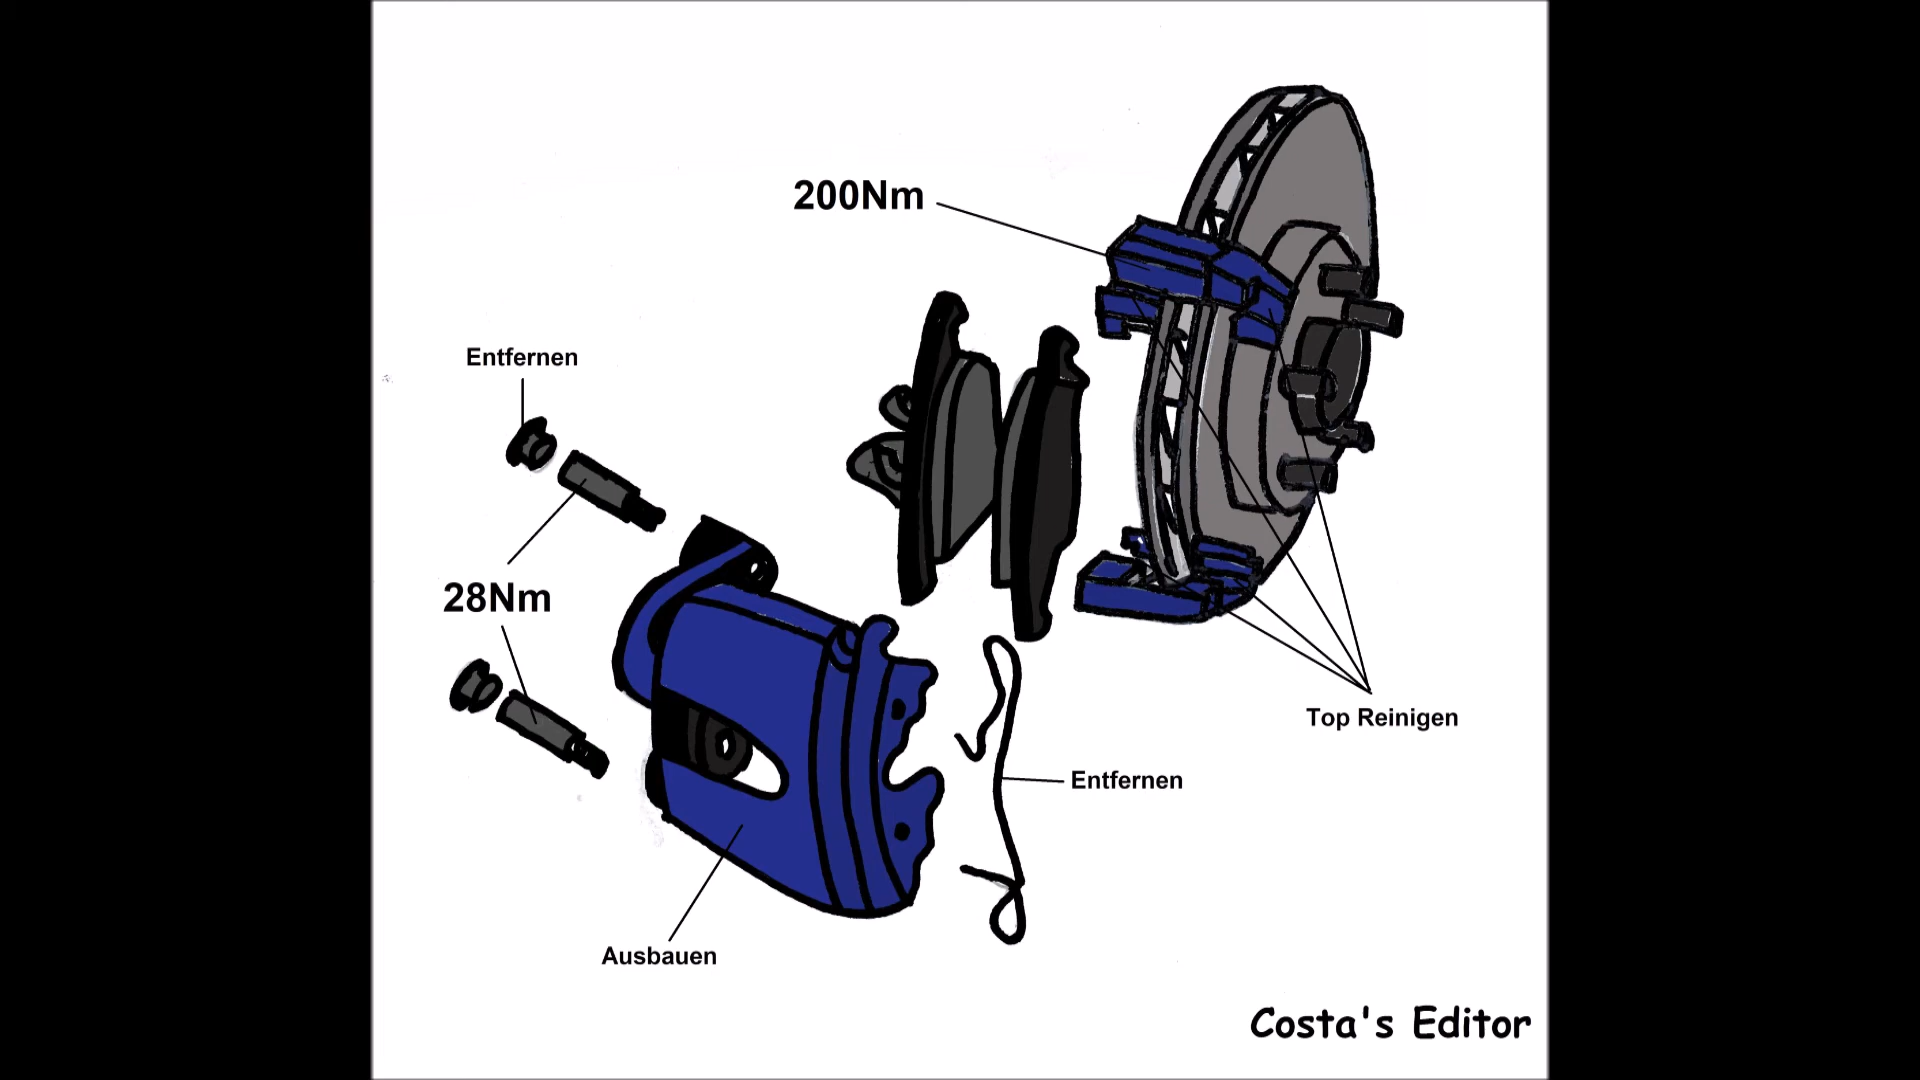 200Nm
Entfernen
28Nm
Top Reinigen
Entfernen
Ausbauen
Costa's Editor